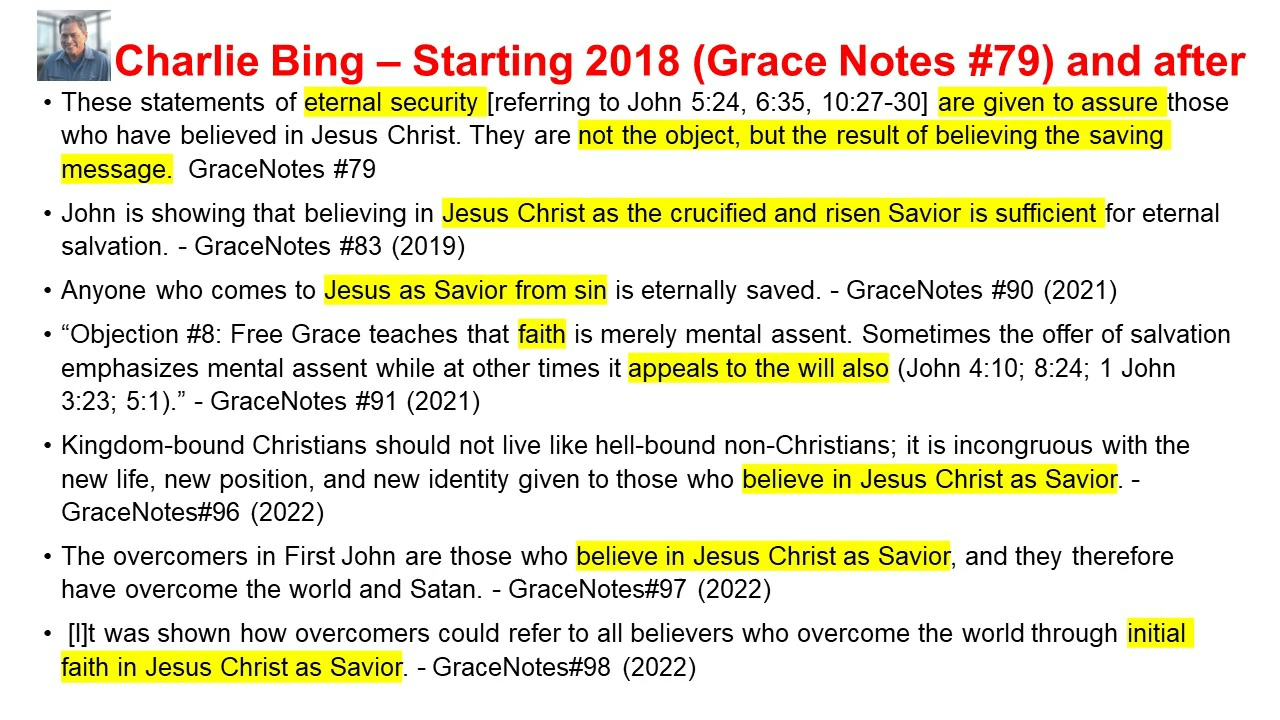 Charlie Bing – Starting 2018 (Grace Notes #79) and after
• These statements of eternal security [referring to John 5:24, 6:35, 10:27-30] are given to assure those
who have believed in Jesus Christ. They are not the object, but the result of believing the saving
message. GraceNotes #79
• John is showing that believing in Jesus Christ as the crucified and risen Savior is sufficient for eternal
salvation. - GraceNotes #83 (2019)
• Anyone who comes to Jesus as Savior from sin is eternally saved. - GraceNotes #90 (2021)
• “Objection #8: Free Grace teaches that faith is merely mental assent. Sometimes the offer of salvation
emphasizes mental assent while at other times it appeals to the will also (John 4:10; 8:24; 1 John
3:23; 5:1).” - GraceNotes #91 (2021)
• Kingdom-bound Christians should not live like hell-bound non-Christians; it is incongruous with the
new life, new position, and new identity given to those who believe in Jesus Christ as Savior. -
GraceNotes#96 (2022)
• The overcomers in First John are those who believe in Jesus Christ as Savior, and they therefore
have overcome the world and Satan. - GraceNotes#97 (2022)
• [I]t was shown how overcomers could refer to all believers who overcome the world through initial
faith in Jesus Christ as Savior. - GraceNotes#98 (2022)